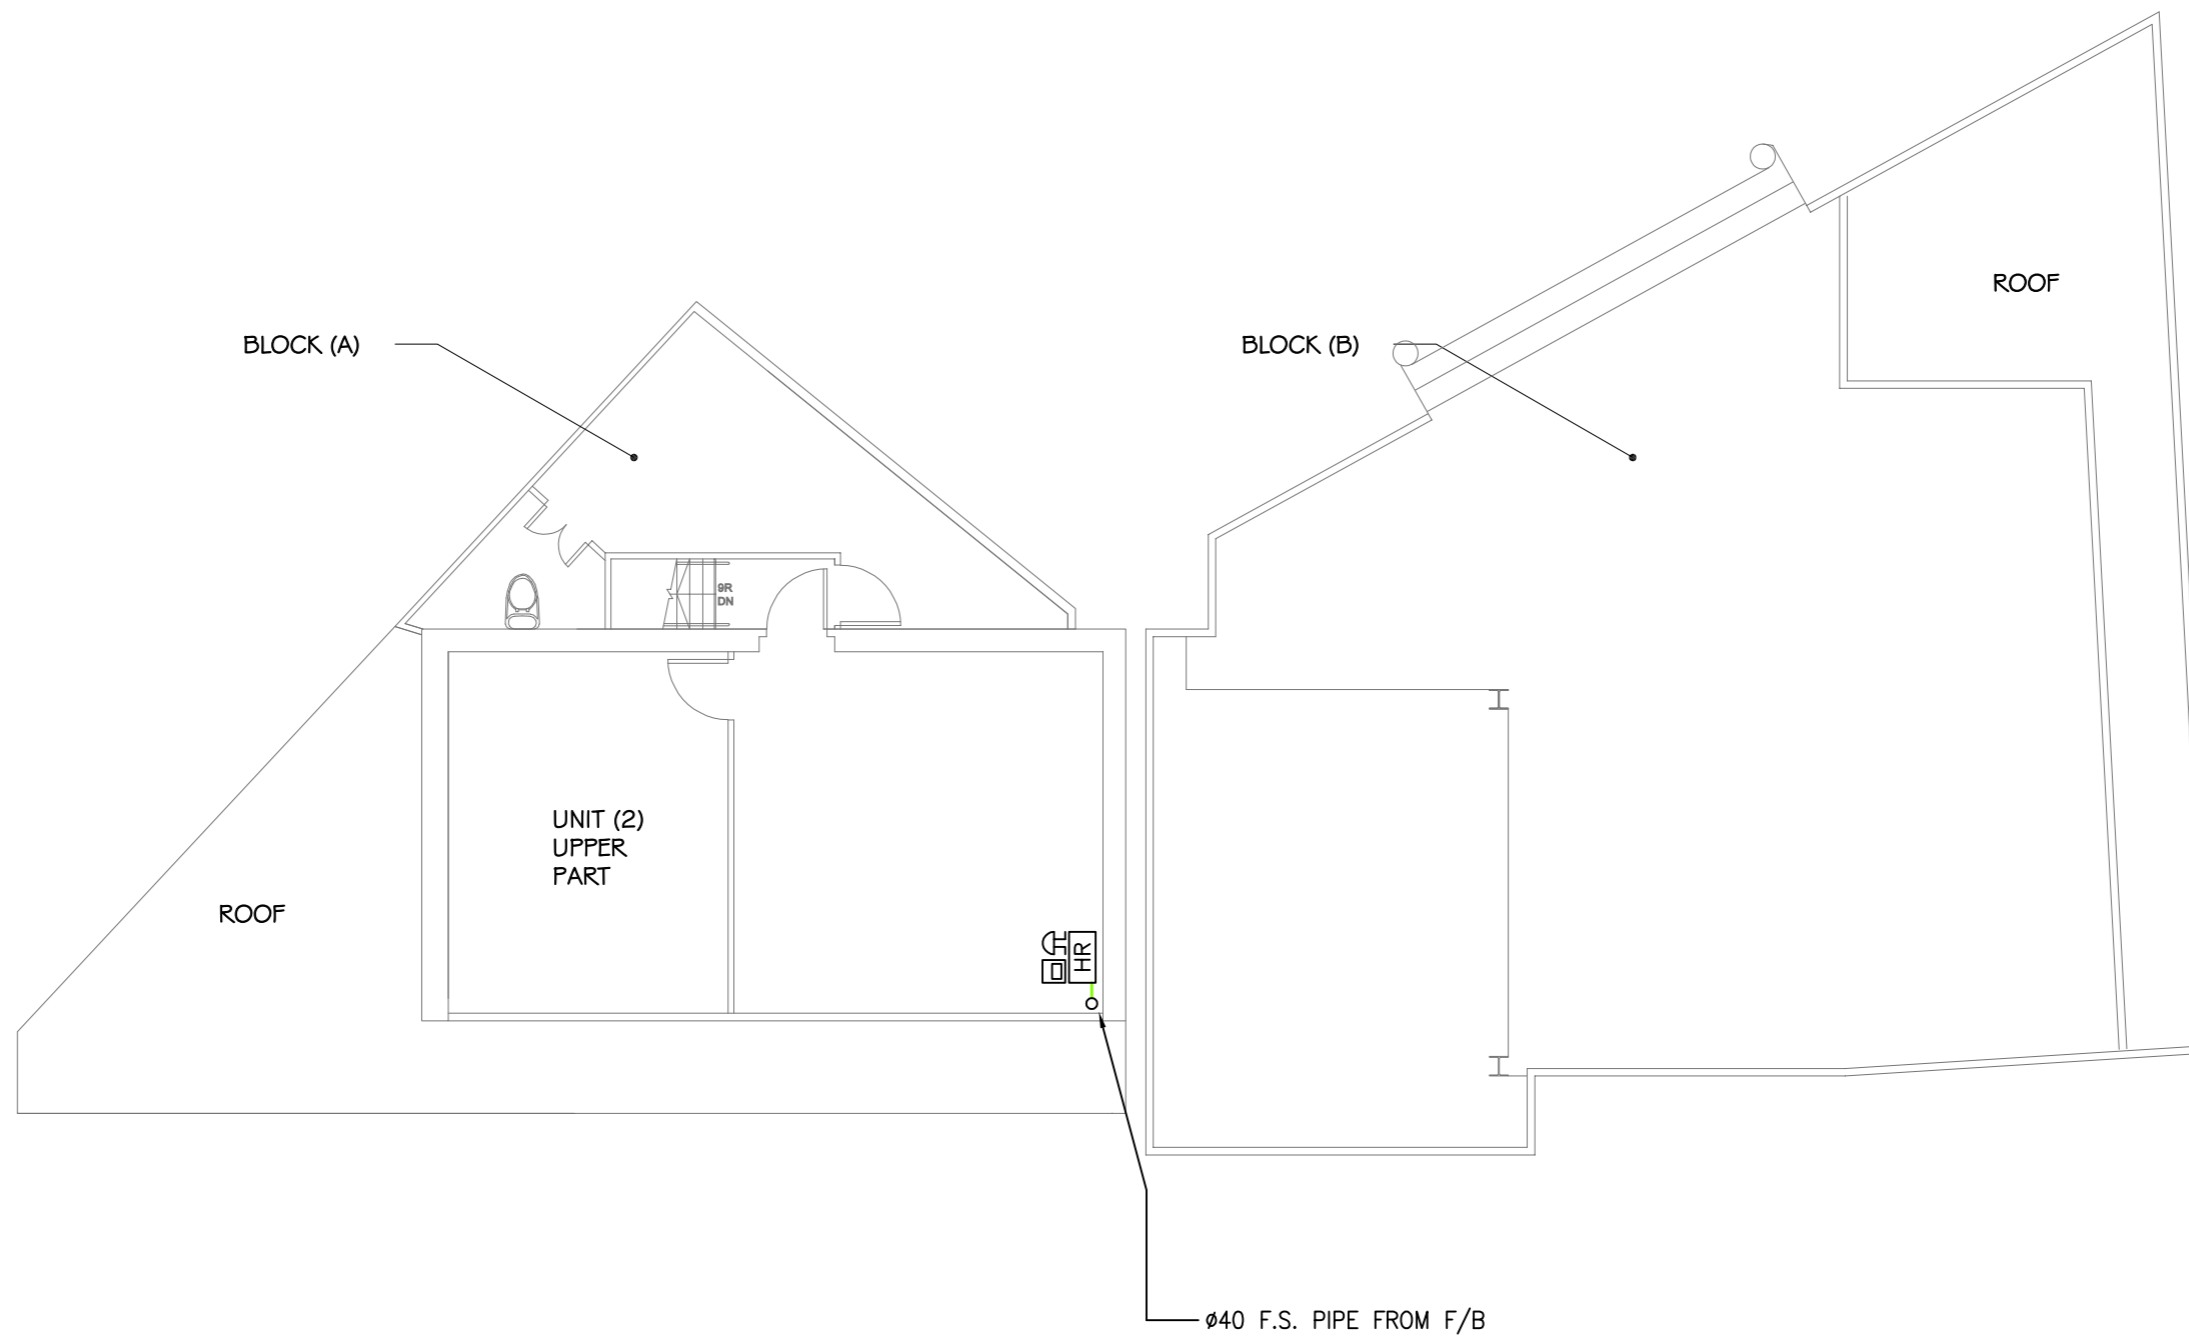 ROOF
BLOCK (A)
BLOCK (B)
9R
DN
UNIT (2)
UPPER
PART
ROOF
HR
ø40 F.S. PIPE FROM F/B